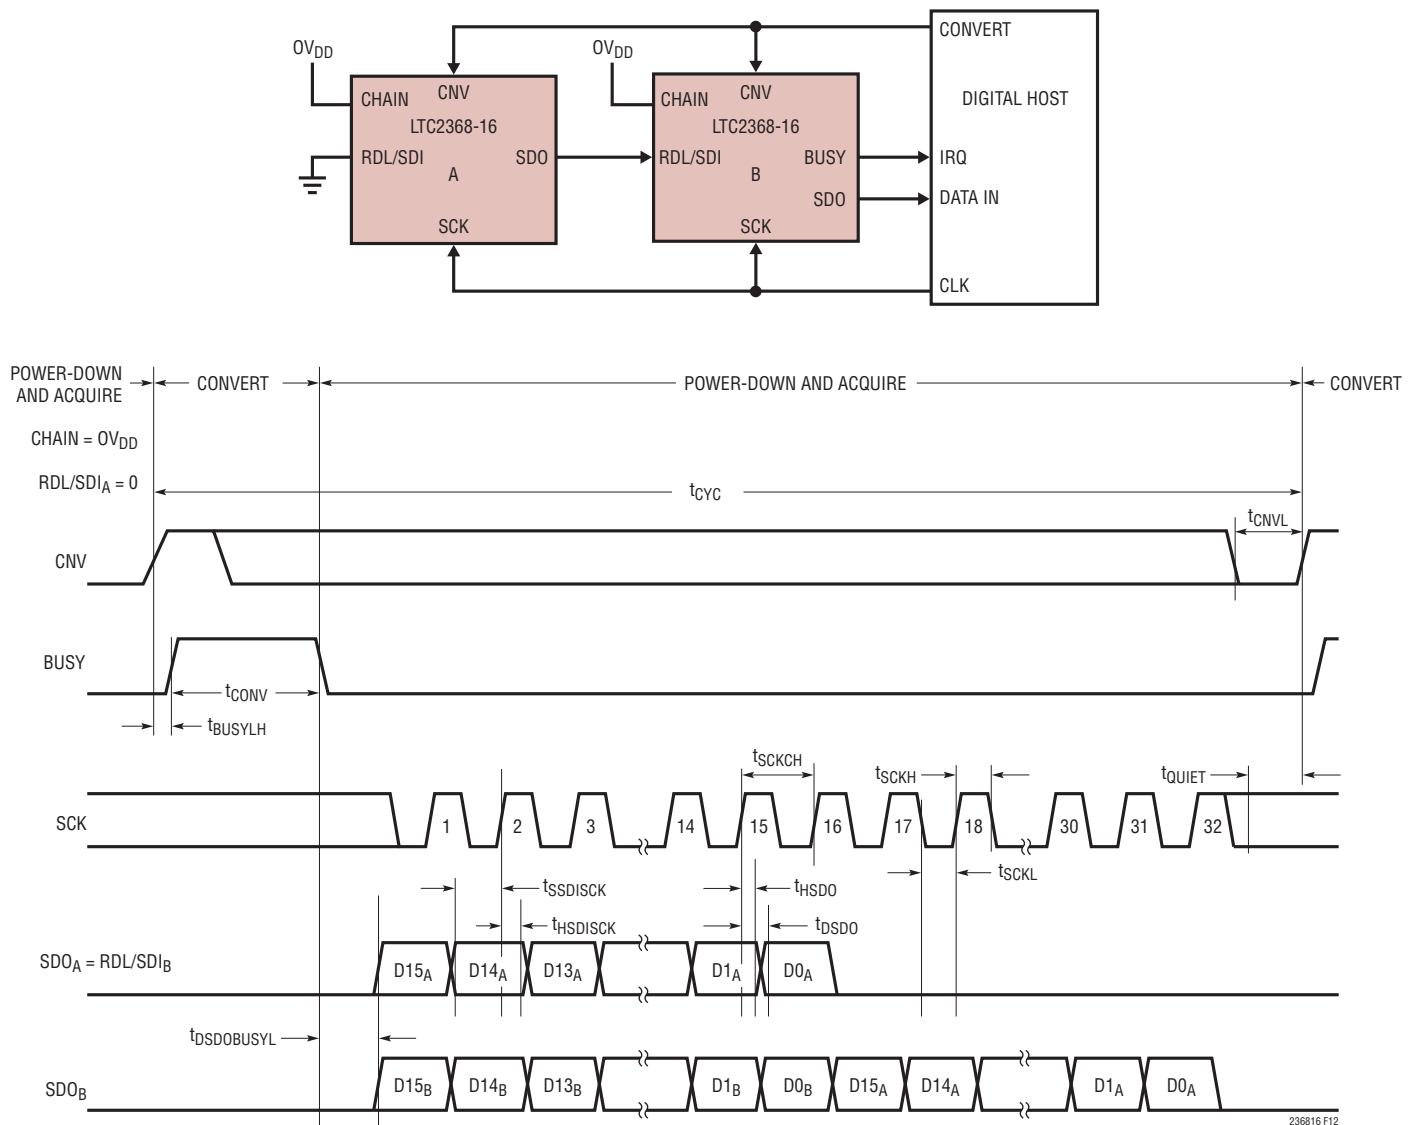 CONVERT
OVDD
OVDD
CHAIN
CNV
CHAIN
CNV
DIGITAL HOST
LTC2368-16
LTC2368-16
RDL/SDI
SDO
RDL/SDI
BUSY
IRQ
A
B
SDO
DATA IN
SCK
SCK
CLK
POWER-DOWN
AND ACQUIRE
CONVERT
POWER-DOWN AND ACQUIRE
CONVERT
CHAIN = OVDD
RDL/SDIA = 0
tCYC
tCNVL
CNV
BUSY
tCONV
tBUSYLH
tSCKCH
tSCKH
tQUIET
SCK
1
2
3
14
15
16
17
18
30
31
32
tSSDISCK
tHSDO
tSCKL
tHSDISCK
tDSDO
SDOA = RDL/SDIB
D15A
D14A
D13A
D1A
D0A
tDSDOBUSYL
SDOB
D15B
D14B
D13B
D1B
D0B
D15A
D14A
D1A
D0A
236816 F12